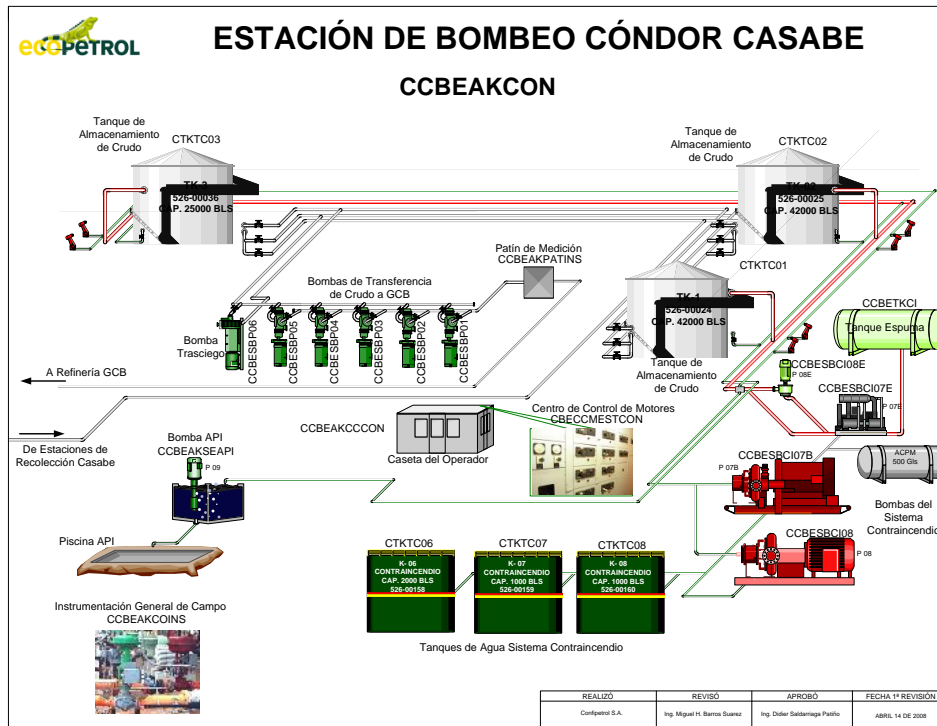 ecopetrol
ESTACIÓN DE BOMBEO CÓNDOR CASABE
CCBEAKCON
Tanque de
Almacenamiento
de Crudo
CTKTC03
TK-3
526-00036
CAP. 25000 BLS
Tanque de
Almacenamiento
de Crudo
CTKTC02
TK-02
526-00025
CAP. 42000 BLS
Patín de Medición
CCBEAKPATINS
CTKTC01
TK-1
526-00024
CAP. 42000 BLS
Tanque de
Almacenamiento
de Crudo
Bombas de Transferencia
de Crudo a GCB
Bomba
Trasciego
CCBESBP06
CCBESBP05
CCBESBP04
CCBESBP03
CCBESBP02
CCBESBP01
CCBETKCI
Tanque Espuma
CCBESBCI08E
P 08E
CCBESBCI07E
P 07E
A Refinería GCB
De Estaciones de
Recolección Casabe
CCBEAKCCCON
Caseta del Operador
Centro de Control de Motores
CBECCMESTCON
Bomba API
CCBEAKSEAPI
P 09
CCBESBCI07B
P 07B
ACPM
500 Gls
Bombas del
Sistema
Contraincendio
CCBESBCI08
P 08
Piscina API
CTKTC06
K- 06
CONTRAINCENDIO
CAP. 2000 BLS
526-00158
CTKTC07
K- 07
CONTRAINCENDIO
CAP. 1000 BLS
526-00159
CTKTC08
K- 08
CONTRAINCENDIO
CAP. 1000 BLS
526-00160
Tanques de Agua Sistema Contraincendio
Instrumentación General de Campo
CCBEAKCOINS
REALIZÓ REVISÓ APROBÓ FECHA 1ª REVISIÓN
Confipetrol S.A. Ing. Miguel H. Barros Suarez Ing. Didier Saldarriaga Patiño ABRIL 14 DE 2008